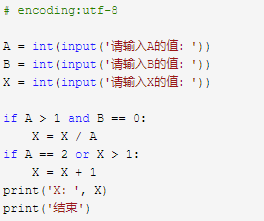 # encoding:utf-8
A = int(input('请输入A的值: '))
B = int(input('请输入B的值: '))
X = int(input('请输入X的值: '))
if A > 1 and B == 0:
    X = X / A
if A == 2 or X > 1:
    X = X + 1
print('X: ', X)
print('结束')